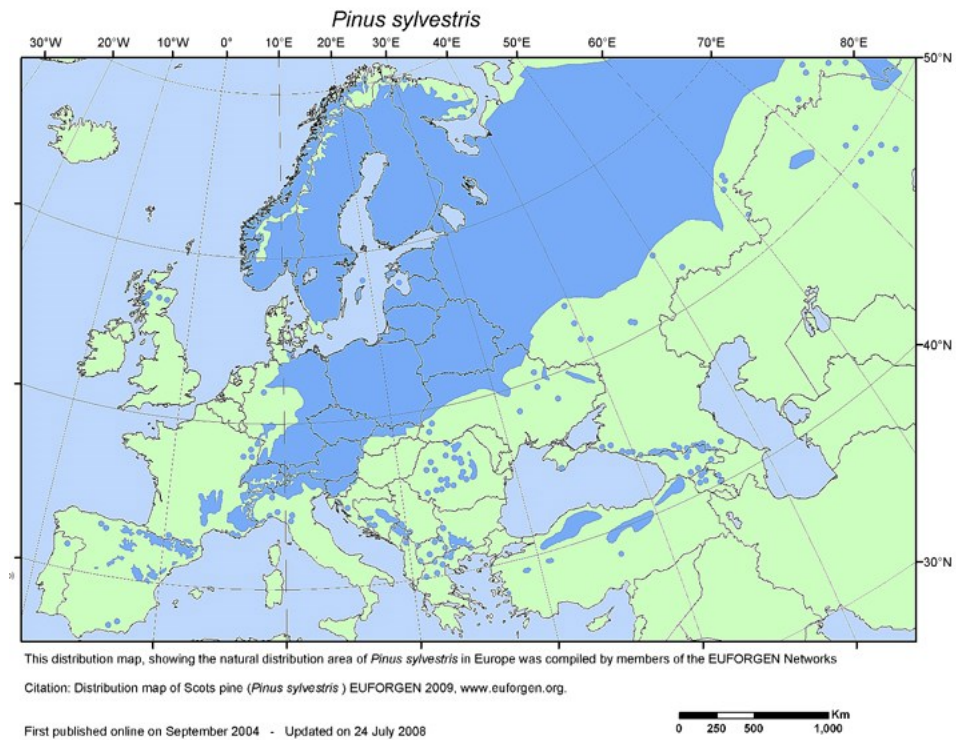 Pinus sylvestris
30°W 20°W 10°W 0° 10°E 20°E 30°E 40°E 50°E 60°E 70°E 80°E
50°N
40°N
30°N
This distribution map, showing the natural distribution area of Pinus sylvestris in Europe was compiled by members of the EUFORGEN Networks
Citation: Distribution map of Scots pine (Pinus sylvestris ) EUFORGEN 2009, www.euforgen.org.
First published online on September 2004 - Updated on 24 July 2008
Km
0 250 500 1,000